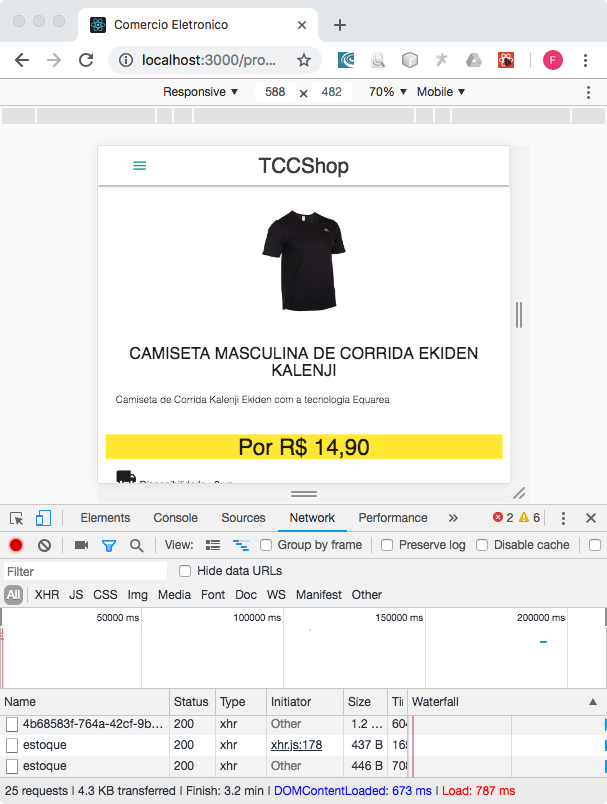 Comercio Eletronico
localhost:3000/pro...
F
Responsive ▼ 588 × 482 70% ▼ Mobile ▼
TCCShop
CAMISETA MASCULINA DE CORRIDA EKIDEN
KALENJI
Camiseta de Corrida Kalenji Ekiden com a tecnologia Equarea
Por R$ 14,90
Elements Console Sources Network Performance » 2 6
View: Group by frame Preserve log Disable cache
Filter Hide data URLs
All XHR JS CSS Img Media Font Doc WS Manifest Other
50000 ms 100000 ms 150000 ms 200000 ms
Name Status Type Initiator Size Waterfall ▲
4b68583f-764a-42cf-9b... 200 xhr Other 1.2 ... 604
estoque 200 xhr xhr.js:178 437 B
estoque 200 xhr Other 446 B
25 requests | 4.3 KB transferred | Finish: 3.2 min | DOMContentLoaded: 673 ms | Load: 787 ms